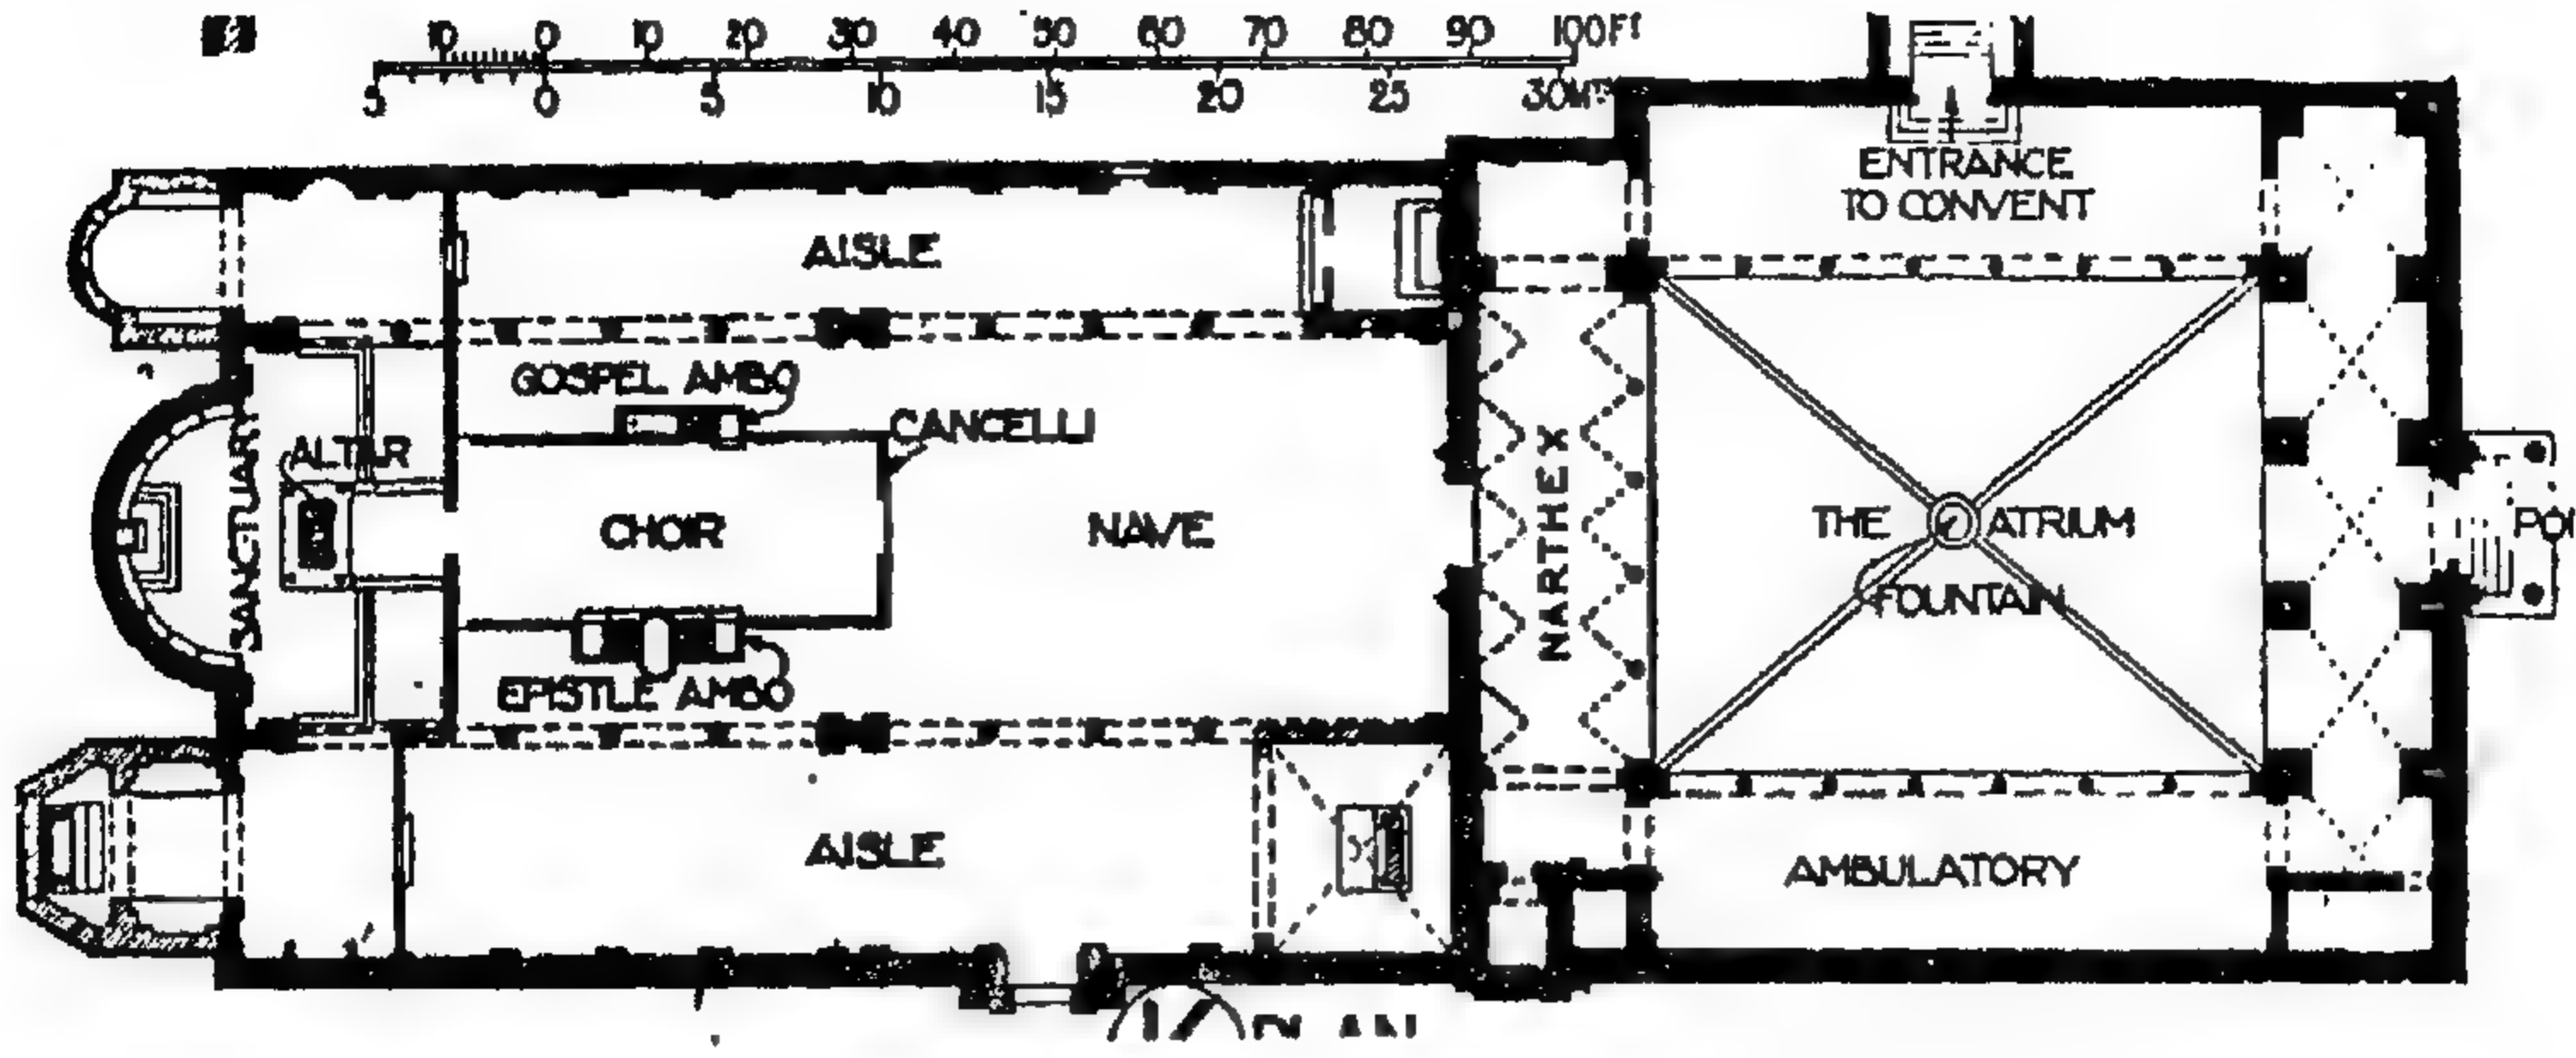 10 0 10 20 30 40 50 60 70 80 90 100FT
5 0 5 10 15 20 25 30MTS
ENTRANCE
TO CONVENT
AISLE
GOSPEL AMBO
CANCELLI
ALTAR
SANCTUARY
CHOIR
NAVE
NARTHEX
THE ATRIUM
FOUNTAIN
EPISTLE AMBO
AISLE
AMBULATORY
PLAN